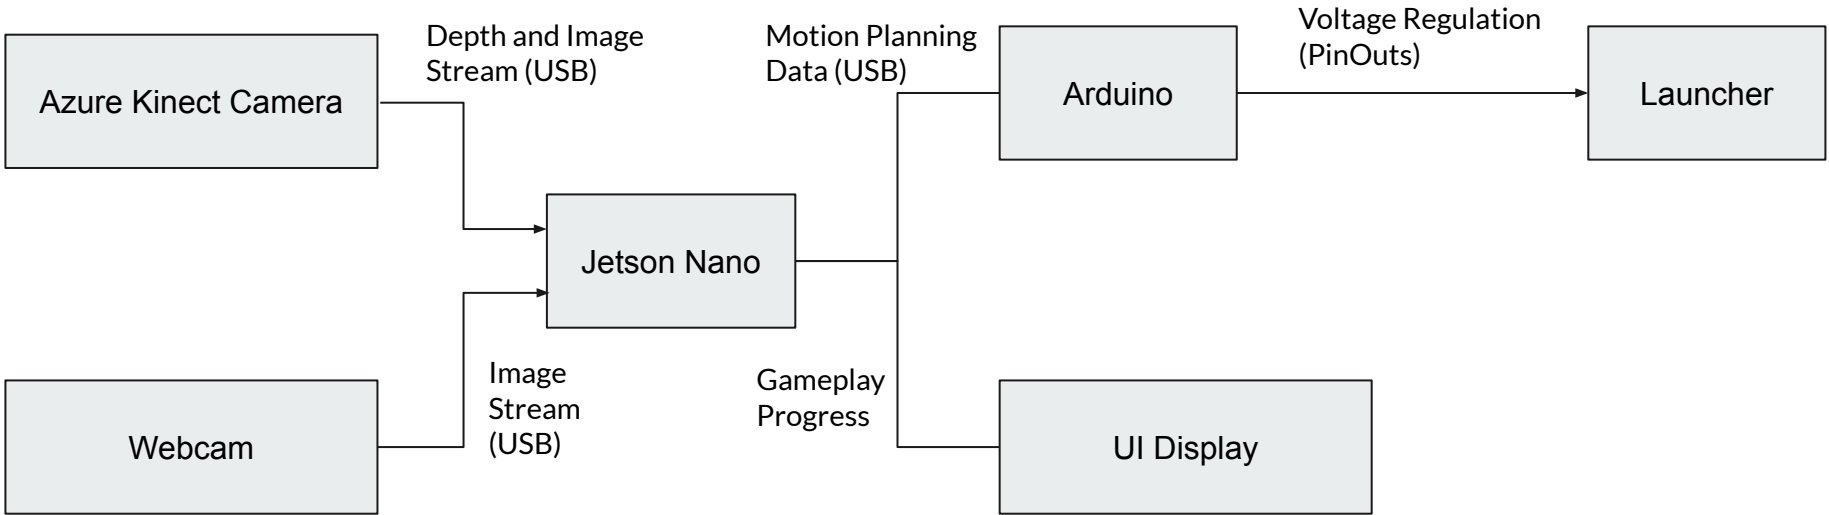 Depth and Image
Stream (USB)
Motion Planning
Data (USB)
Voltage Regulation
(PinOuts)
Azure Kinect Camera
Arduino
Launcher
Jetson Nano
Image
Stream
(USB)
Gameplay
Progress
Webcam
UI Display